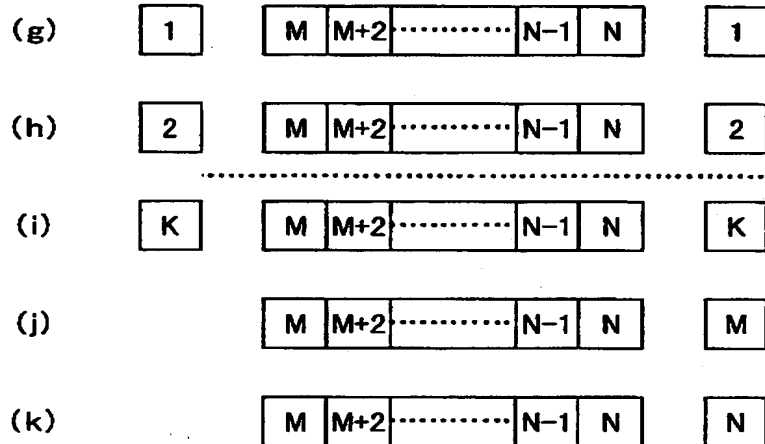 (g) 1 M M+2 ·········· N-1 N 1
(h) 2 M M+2 ·········· N-1 N 2
(i) K M M+2 ·········· N-1 N K
(j) M M+2 ·········· N-1 N M
(k) M M+2 ·········· N-1 N N